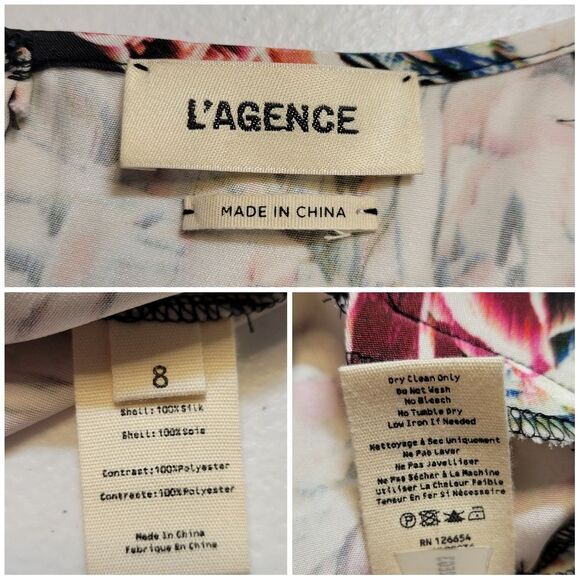 L'AGENCE
MADE IN CHINA
8
Shell: 100% Silk
Shell: 100% Soie
Contrast: 100% Polyester
Contraste: 100% Polyester
Made In China
Fabrique En Chine
Dry Clean Only
Do Not Wash
No Bleach
No Tumble Dry
Low Iron If Needed
Nettoyage à Sec Uniquement
Ne Pas Laver
Ne Pas Javelliser
Ne Pas Sécher à La Machine
Utiliser La Chaleur Faible
Tenur En Fer Si Nécessaire
RN 126654